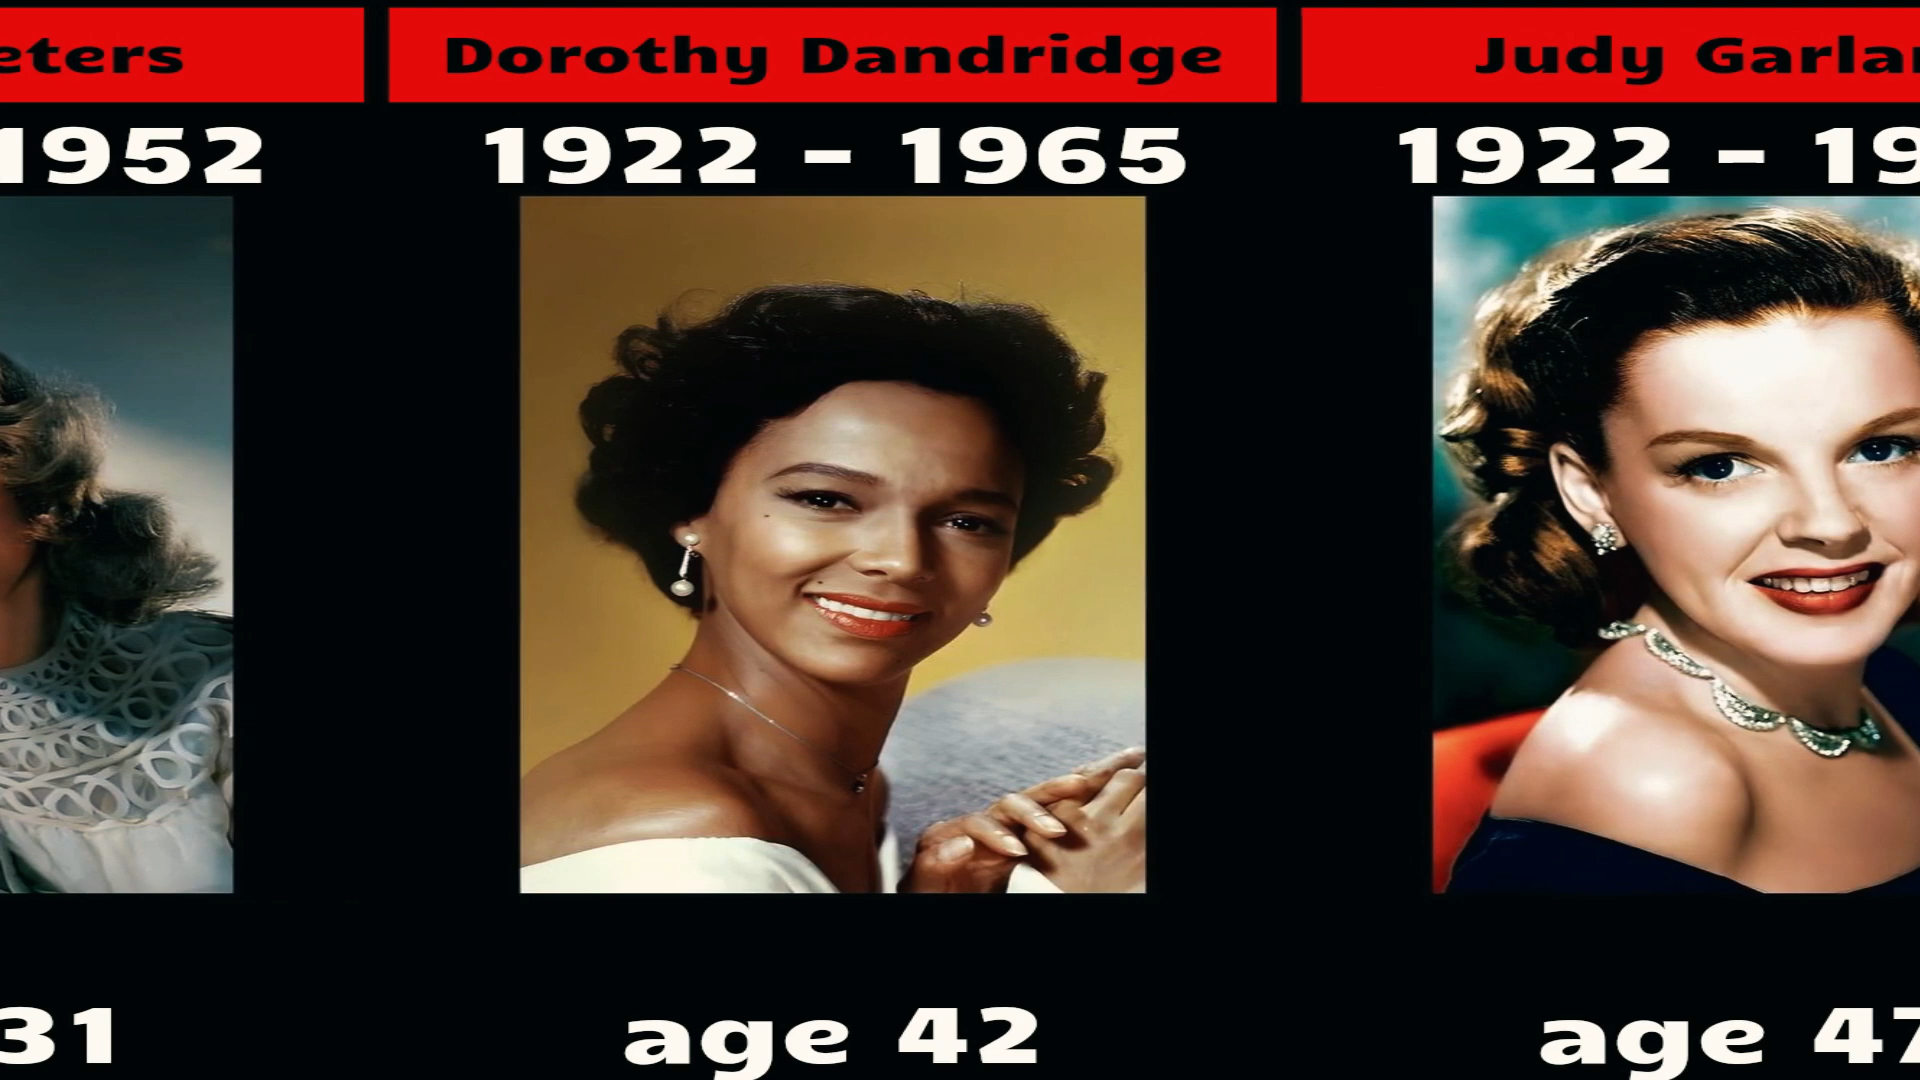 eters
1952
31
Dorothy Dandridge
1922 - 1965
age 42
Judy Garla
1922 - 19
age 47